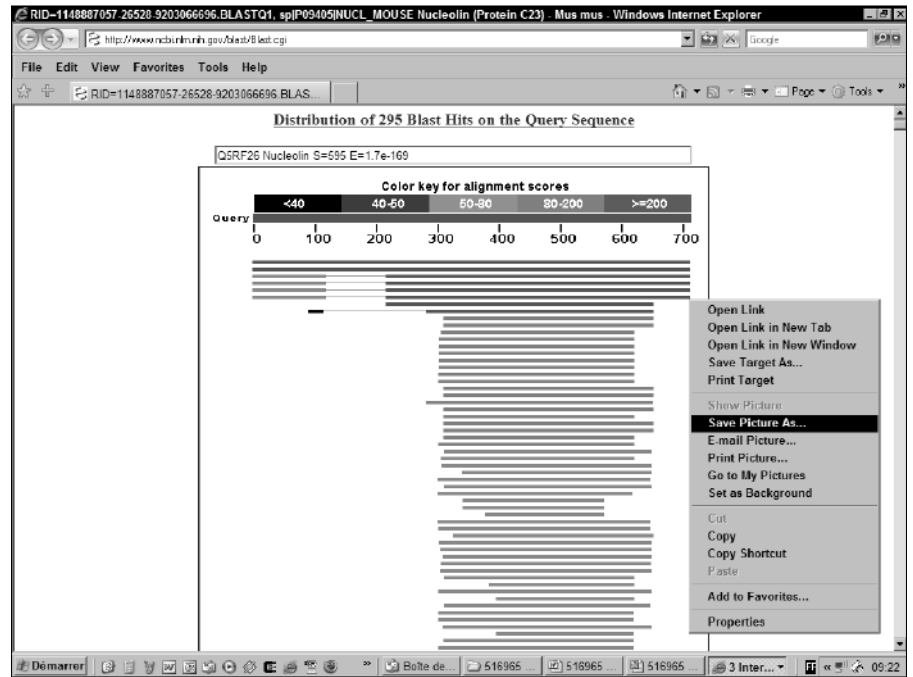 RID-1148887057-26528-9203066696.BLASTQ1, sp|P09405|NUCL_MOUSE Nucleolin (Protein C23) - Mus mus - Windows Internet Explorer
http://www.ncbi.nlm.nih.gov/blast/Blast.cgi
Google
File Edit View Favorites Tools Help
RID=1148887057-26528-9203066696.BLAS...
Page Tools
Distribution of 295 Blast Hits on the Query Sequence
Q5RF26 Nucleolin S=595 E=1.7e-169
Color key for alignment scores
<40 40-50 50-80 80-200 >=200
Query
0 100 200 300 400 500 600 700
Open Link
Open Link in New Tab
Open Link in New Window
Save Target As...
Print Target
Show Picture
Save Picture As...
E-mail Picture...
Print Picture...
Go to My Pictures
Set as Background
Cut
Copy
Copy Shortcut
Paste
Add to Favorites...
Properties
Démarrer
Boîte de...
516965 ...
516965 ...
516965 ...
3 Inter...
09:22